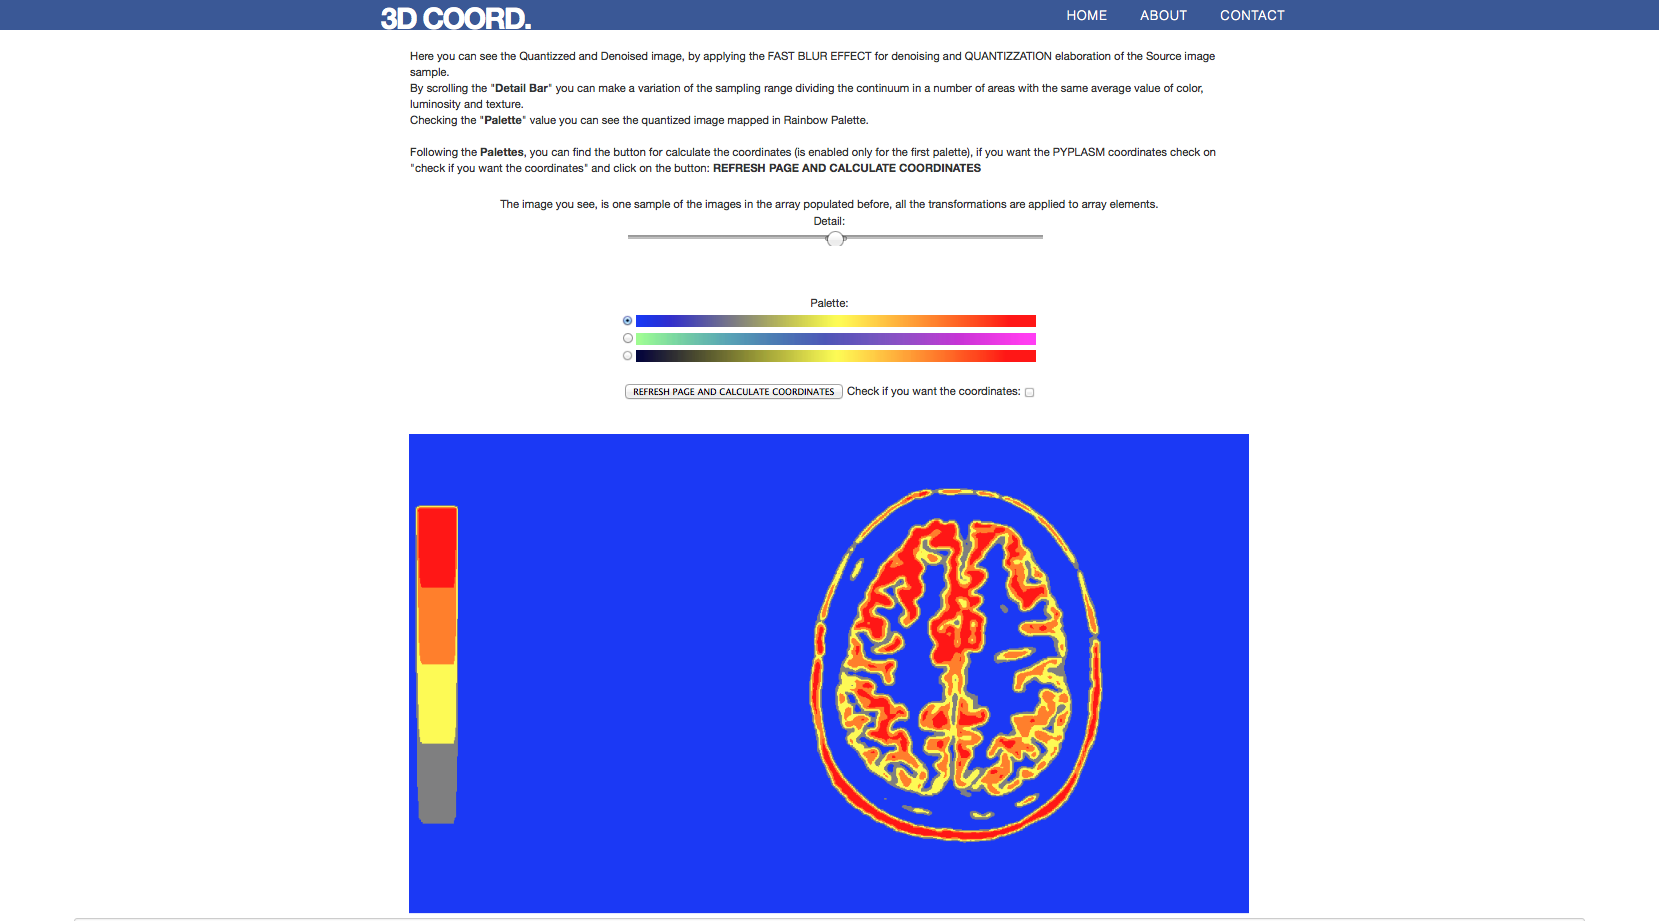 3D COORD.
HOME ABOUT CONTACT
Here you can see the Quantizzed and Denoised image, by applying the FAST BLUR EFFECT for denoising and QUANTIZZATION elaboration of the Source image
sample.
By scrolling the "Detail Bar" you can make a variation of the sampling range dividing the continuum in a number of areas with the same average value of color,
luminosity and texture.
Checking the "Palette" value you can see the quantized image mapped in Rainbow Palette.
Following the Palettes, you can find the button for calculate the coordinates (is enabled only for the first palette), if you want the PYPLASM coordinates check on
"check if you want the coordinates" and click on the button: REFRESH PAGE AND CALCULATE COORDINATES
The image you see, is one sample of the images in the array populated before, all the transformations are applied to array elements.
Detail:
Palette:
REFRESH PAGE AND CALCULATE COORDINATES Check if you want the coordinates: